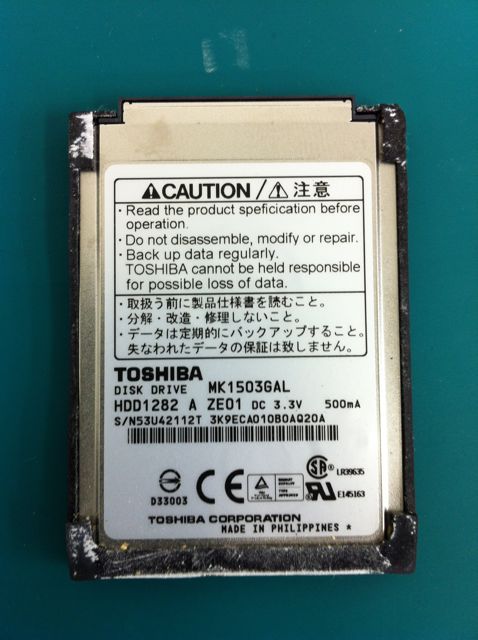 ⚠CAUTION/⚠注意
・Read the product speficication before
operation.
・Do not disassemble, modify or repair.
・Back up data regularly.
TOSHIBA cannot be held responsible
for possible loss of data.
・取扱う前に製品仕様書を読むこと。
・分解・改造・修理しないこと。
・データは定期的にバックアップすること。
失なわれたデータの保証は致しません。
TOSHIBA
DISK DRIVE MK1503GAL
HDD1282 A ZE01 DC 3.3V 500mA
S/N53U42112T 3K9ECA010B0AQ20A
D33003 CE SA LR39635
E145163
TOSHIBA CORPORATION
MADE IN PHILIPPINES *